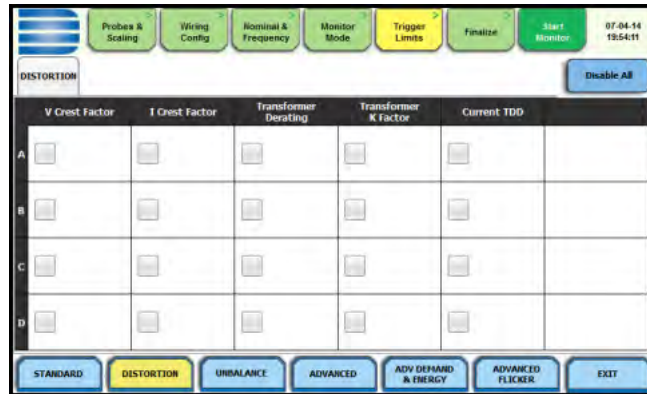 Probes & Scaling
Wiring Config
Nominal & Frequency
Monitor Mode
Trigger Limits
Finalize
Start Monitor
07-04-14
19:54:11
DISTORTION
Disable All
V Crest Factor
I Crest Factor
Transformer Derating
Transformer K Factor
Current TDD
A
B
C
D
STANDARD
DISTORTION
UNBALANCE
ADVANCED
ADV DEMAND & ENERGY
ADVANCED FLICKER
EXIT